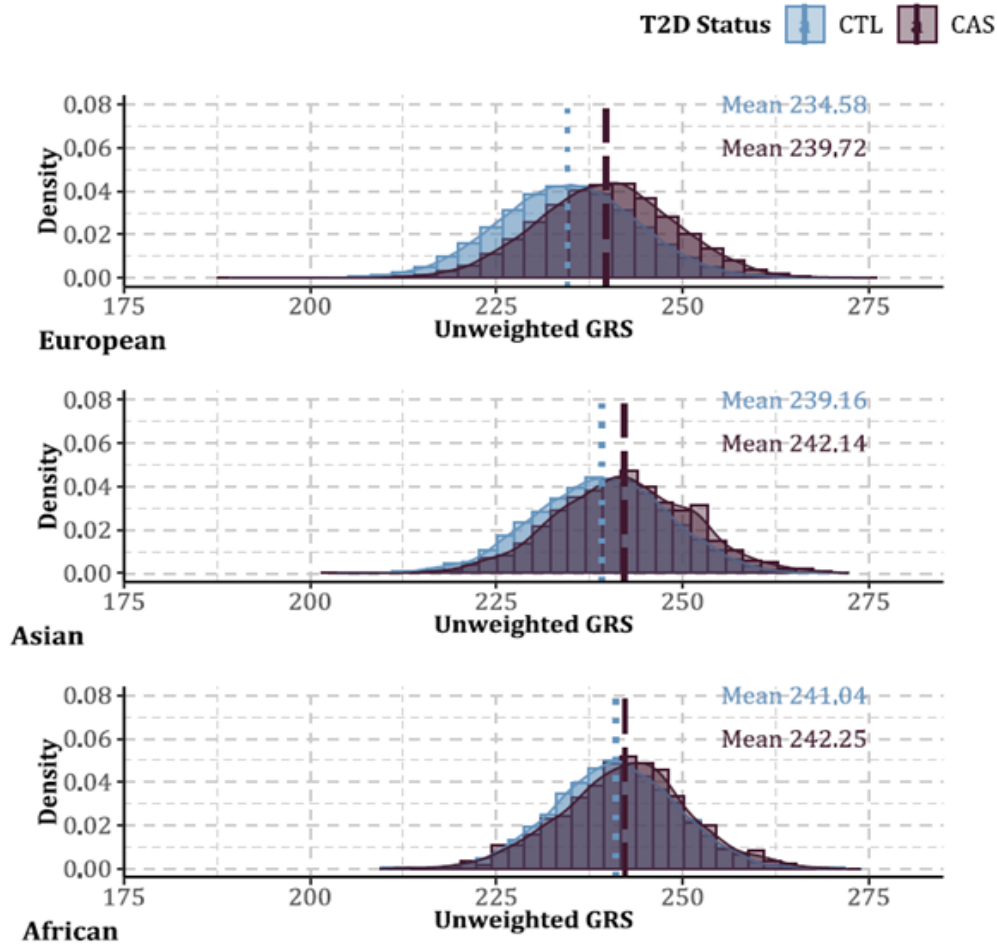 T2D Status a CTL a CAS
Mean 234.58
Mean 239.72
Density
0.08
0.06
0.04
0.02
0.00
175 200 225 250 275
Unweighted GRS
European
Mean 239.16
Mean 242.14
Density
0.08
0.06
0.04
0.02
0.00
175 200 225 250 275
Unweighted GRS
Asian
Mean 241.04
Mean 242.25
Density
0.08
0.06
0.04
0.02
0.00
175 200 225 250 275
Unweighted GRS
African